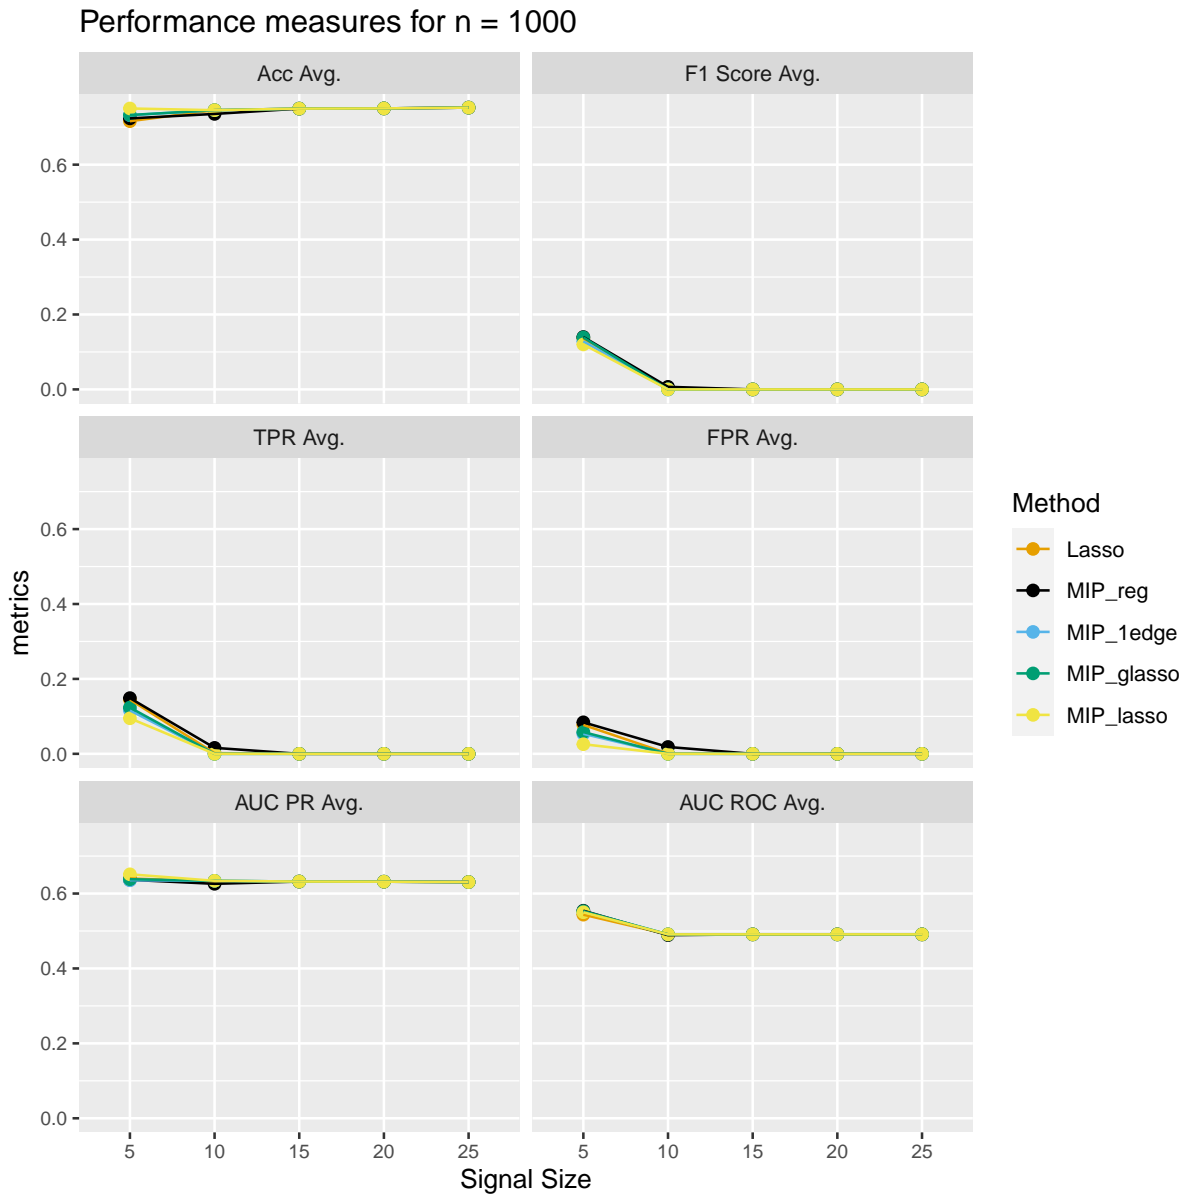 Performance measures for n = 1000
Acc Avg.
F1 Score Avg.
0.6
0.4
0.2
0.0
TPR Avg.
FPR Avg.
0.6
0.4
0.2
0.0
AUC PR Avg.
AUC ROC Avg.
0.6
0.4
0.2
0.0
5 10 15 20 25
5 10 15 20 25
Signal Size
metrics
Method
Lasso
MIP_reg
MIP_1edge
MIP_glasso
MIP_lasso